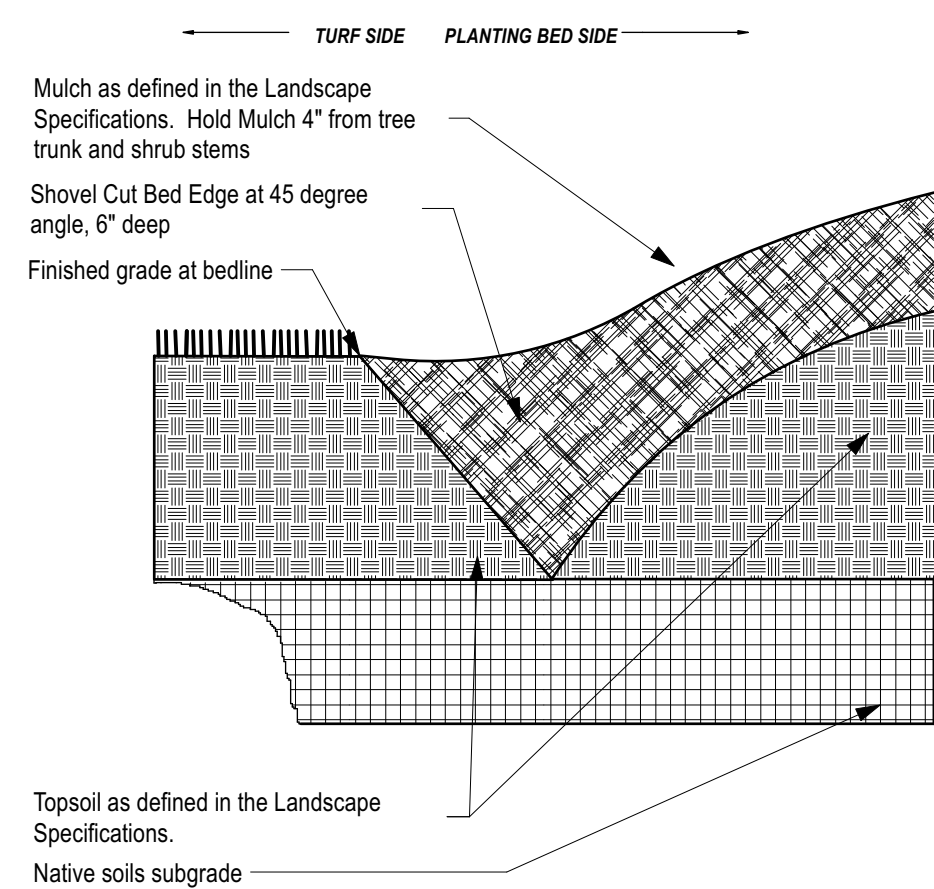 TURF SIDE PLANTING BED SIDE
Mulch as defined in the Landscape
Specifications. Hold Mulch 4" from tree
trunk and shrub stems
Shovel Cut Bed Edge at 45 degree
angle, 6" deep
Finished grade at bedline
Topsoil as defined in the Landscape
Specifications.
Native soils subgrade